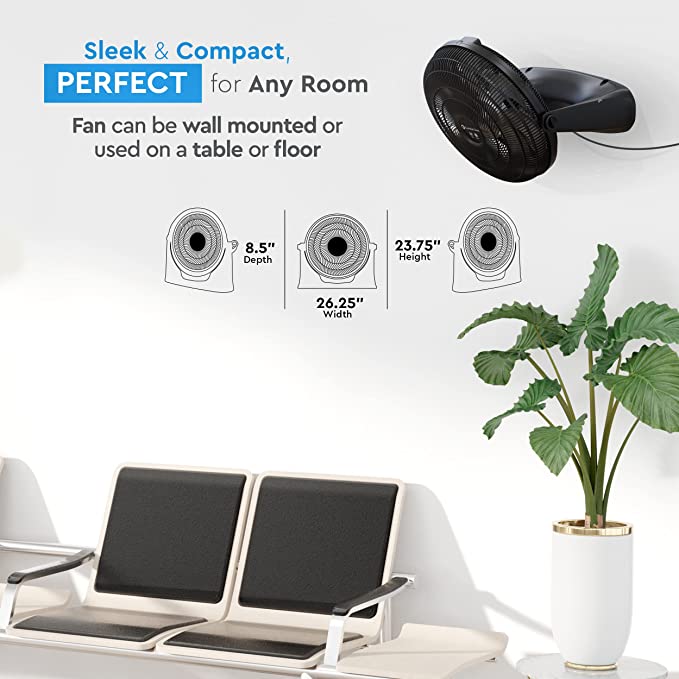 Sleek & Compact,
PERFECT for Any Room
Fan can be wall mounted or
used on a table or floor
8.5"
Depth
26.25"
Width
23.75"
Height